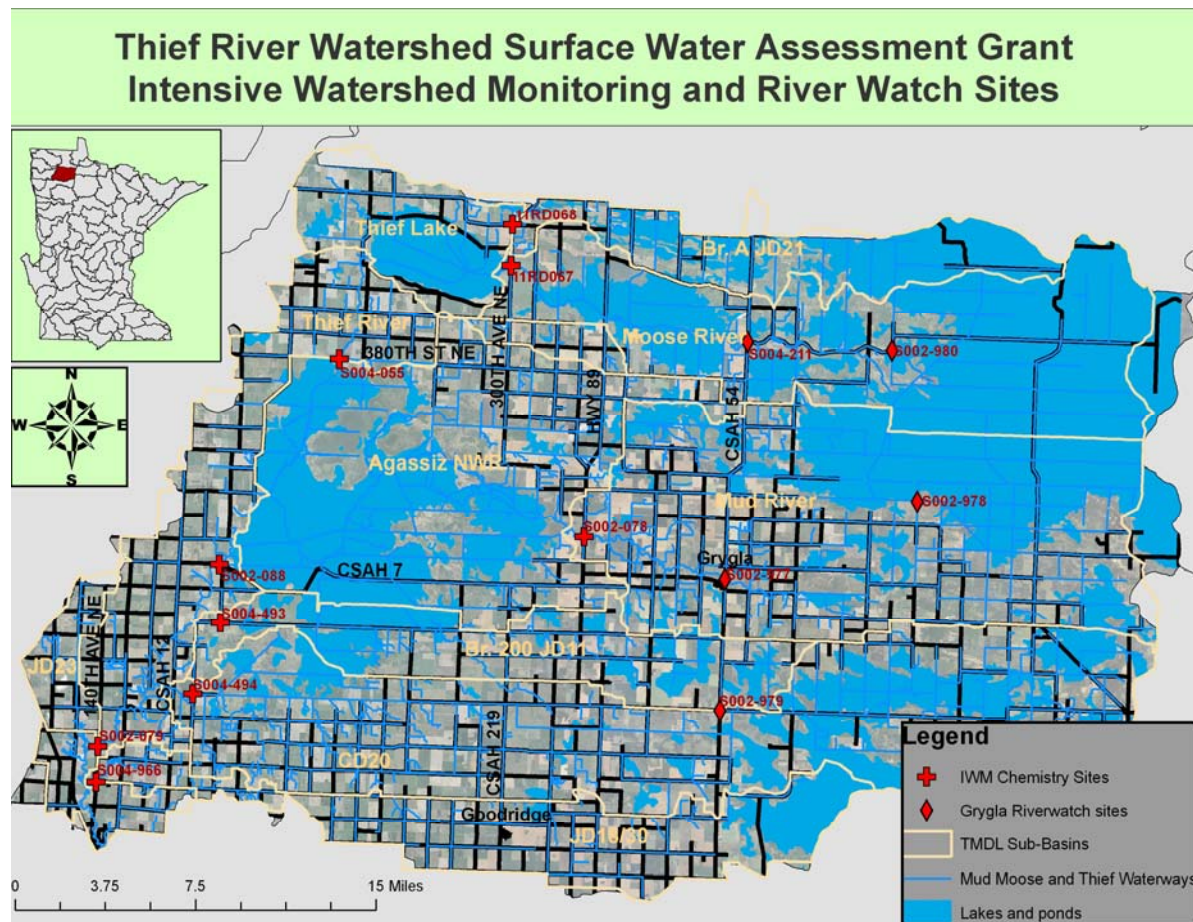 Thief River Watershed Surface Water Assessment Grant
Intensive Watershed Monitoring and River Watch Sites
N
W
E
S
11RD068
Thief Lake
Br. A JD21
11RD067
Thief River
Moose River
380TH ST NE
S004-211
S002-980
S004-055
300TH AVE NE
HWY 89
CSAH 54
Agassiz NWR
Mud River
S002-978
S002-078
Grygla
S002-977
S002-088
CSAH 7
S004-493
Br. 200 JD11
JD23
140TH AVE NE
CSAH 12
S004-494
S002-979
S002-079
CSAH 219
CD20
S004-966
Goodridge
JD18/30
Legend
IWM Chemistry Sites
Grygla Riverwatch sites
TMDL Sub-Basins
Mud Moose and Thief Waterways
Lakes and ponds
0
3.75
7.5
15 Miles